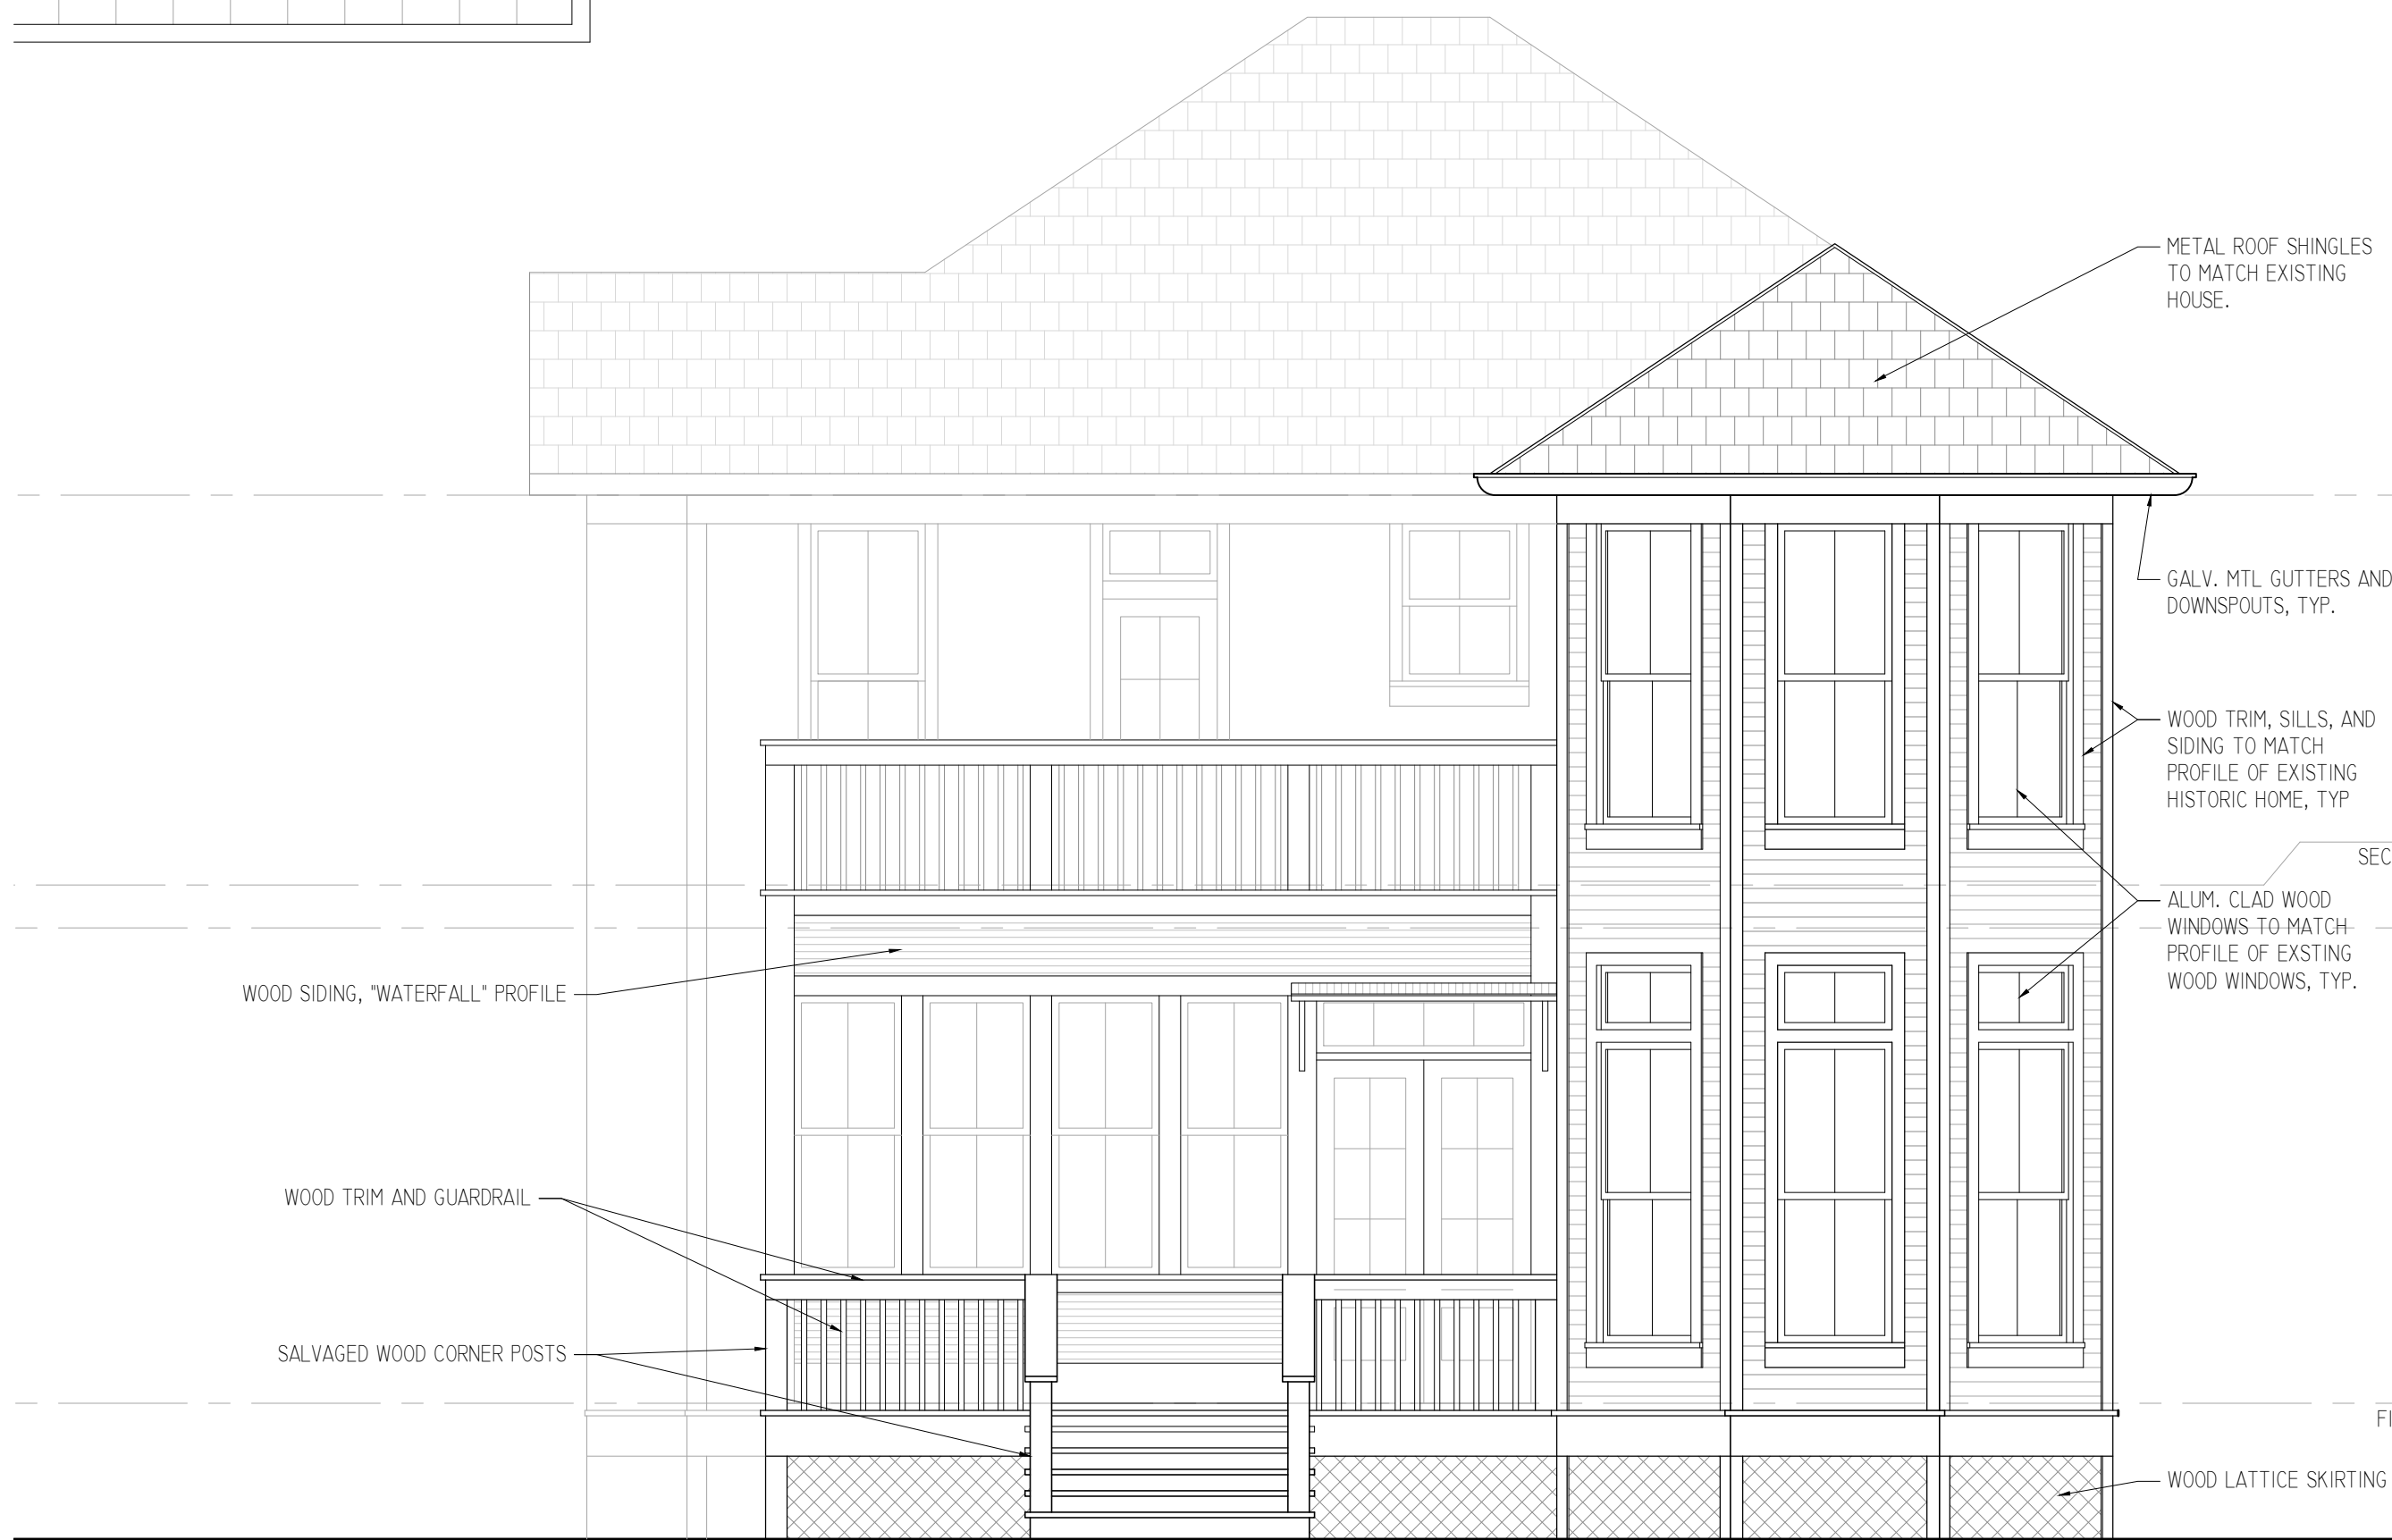 METAL ROOF SHINGLES
TO MATCH EXISTING
HOUSE.
GALV. MTL GUTTERS AND
DOWNSPOUTS, TYP.
WOOD TRIM, SILLS, AND
SIDING TO MATCH
PROFILE OF EXISTING
HISTORIC HOME, TYP
SEC
ALUM. CLAD WOOD
WINDOWS TO MATCH
PROFILE OF EXSTING
WOOD WINDOWS, TYP.
WOOD SIDING, "WATERFALL" PROFILE
WOOD TRIM AND GUARDRAIL
SALVAGED WOOD CORNER POSTS
FI
WOOD LATTICE SKIRTING